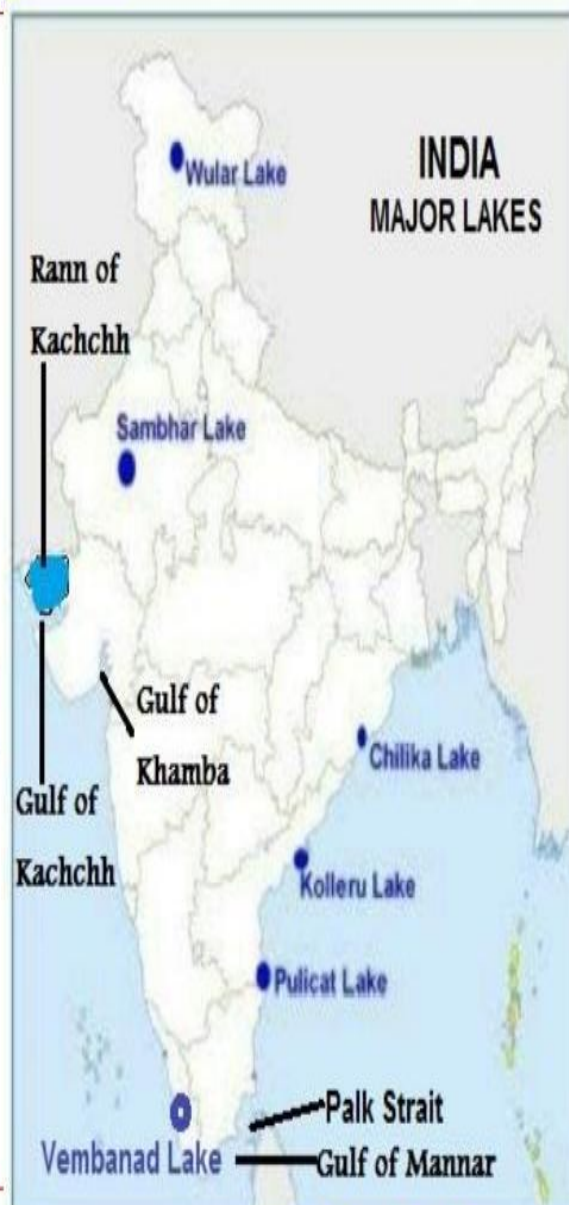 INDIA
MAJOR LAKES
Wular Lake
Rann of
Kachchh
Sambhar Lake
Gulf of
Khamba
Gulf of
Kachchh
Chilika Lake
Kolleru Lake
Pulicat Lake
Palk Strait
Vembanad Lake
Gulf of Mannar